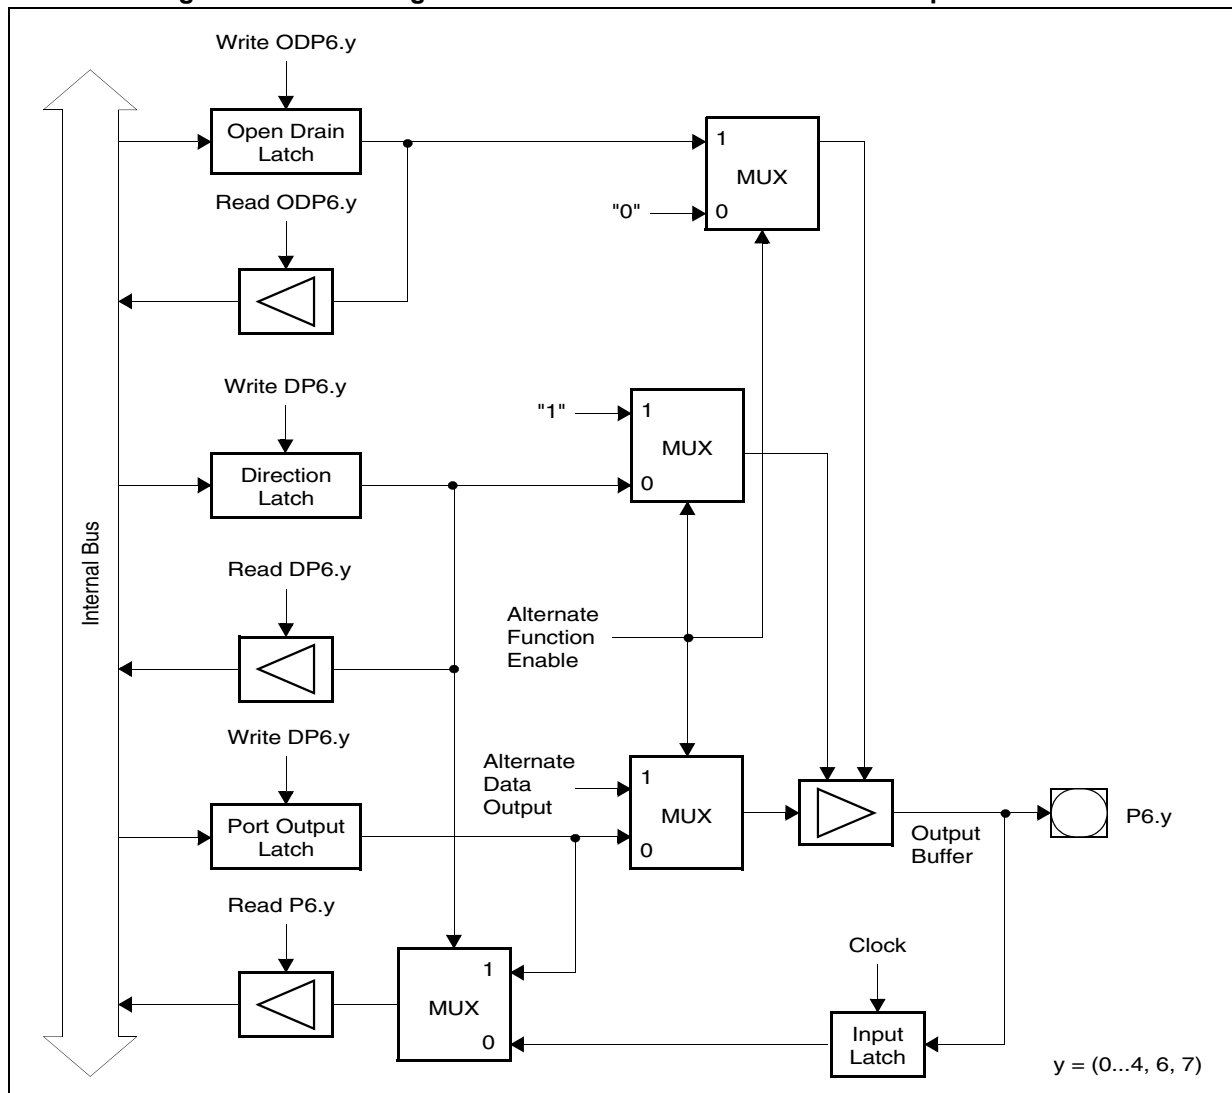 Write ODP6.y
Open Drain
Latch
1
MUX
"0"
0
Read ODP6.y
Write DP6.y
"1"
1
MUX
0
Direction
Latch
Internal Bus
Read DP6.y
Alternate
Function
Enable
Write DP6.y
Alternate
Data
Output
1
MUX
0
Port Output
Latch
Output
Buffer
P6.y
Read P6.y
1
MUX
0
Clock
Input
Latch
y = (0...4, 6, 7)